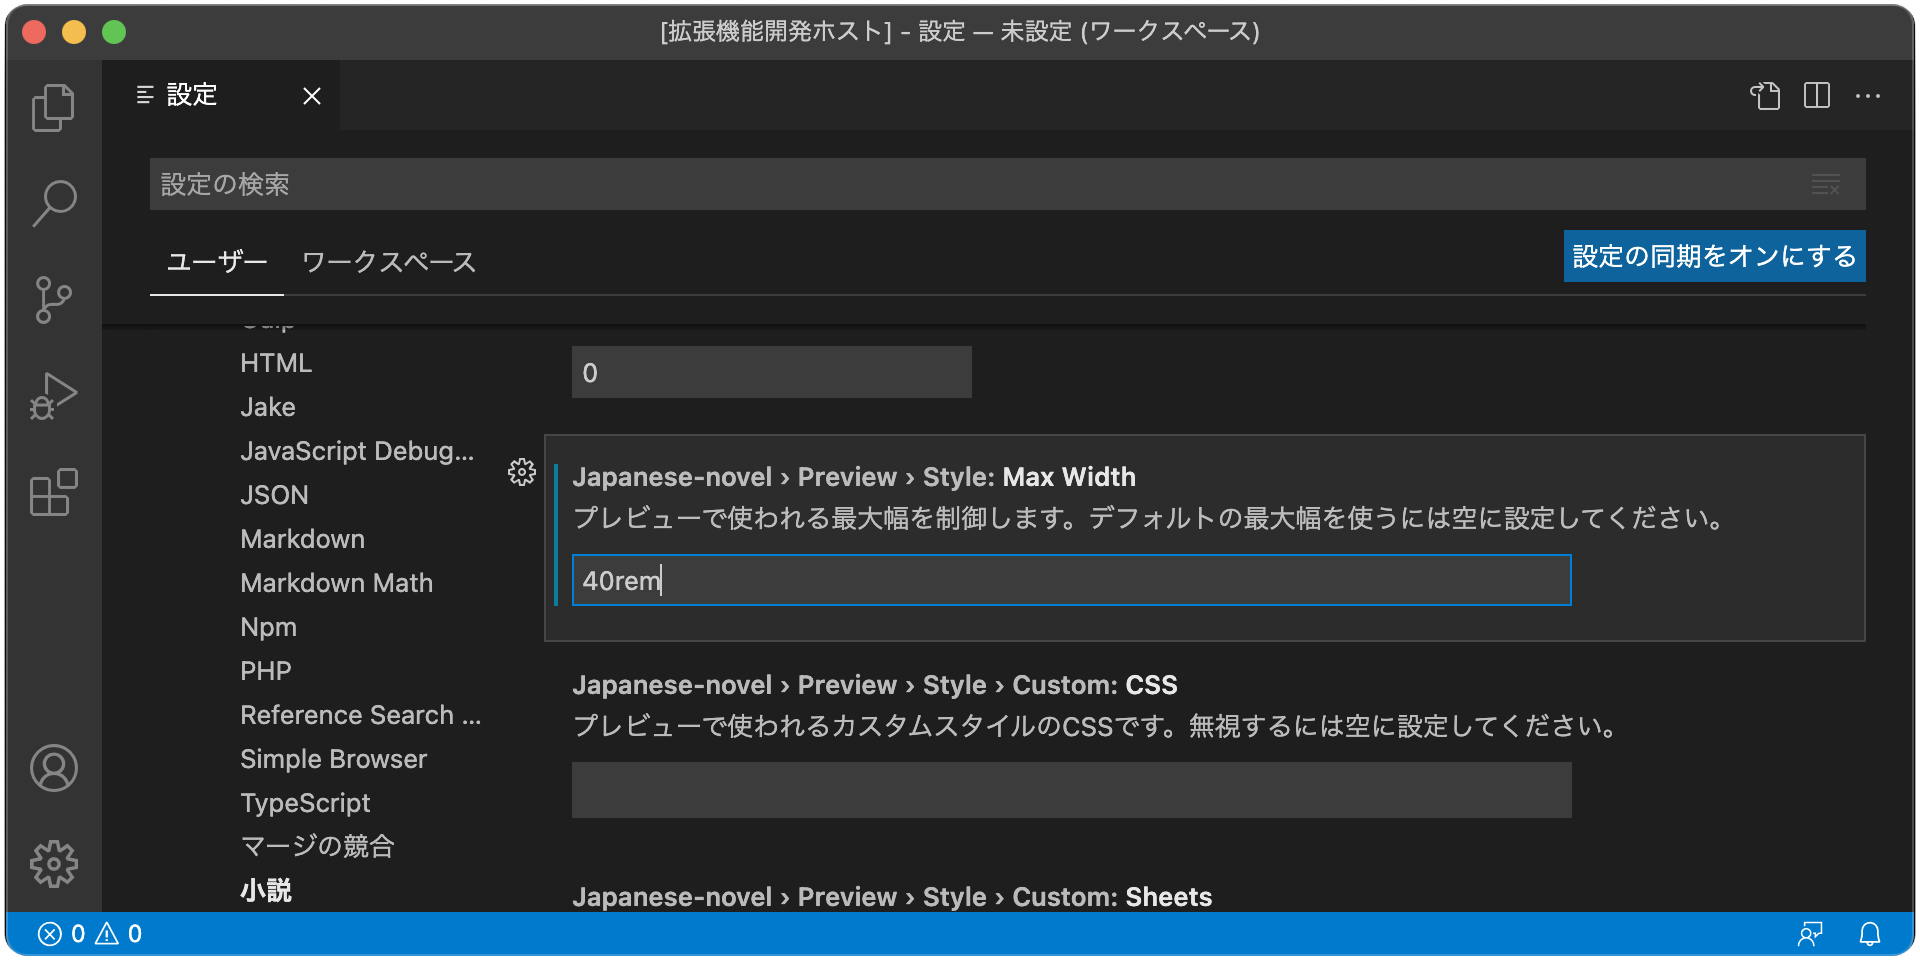 [拡張機能開発ホスト] - 設定 — 未設定 (ワークスペース)
設定
設定の検索
ユーザー ワークスペース
設定の同期をオンにする
HTML
Jake
JavaScript Debug...
JSON
Markdown
Markdown Math
Npm
PHP
Reference Search ...
Simple Browser
TypeScript
マージの競合
小説
0
Japanese-novel › Preview › Style: Max Width
プレビューで使われる最大幅を制御します。デフォルトの最大幅を使うには空に設定してください。
40rem
Japanese-novel › Preview › Style › Custom: CSS
プレビューで使われるカスタムスタイルのCSSです。無視するには空に設定してください。
Japanese-novel › Preview › Style › Custom: Sheets
0 0